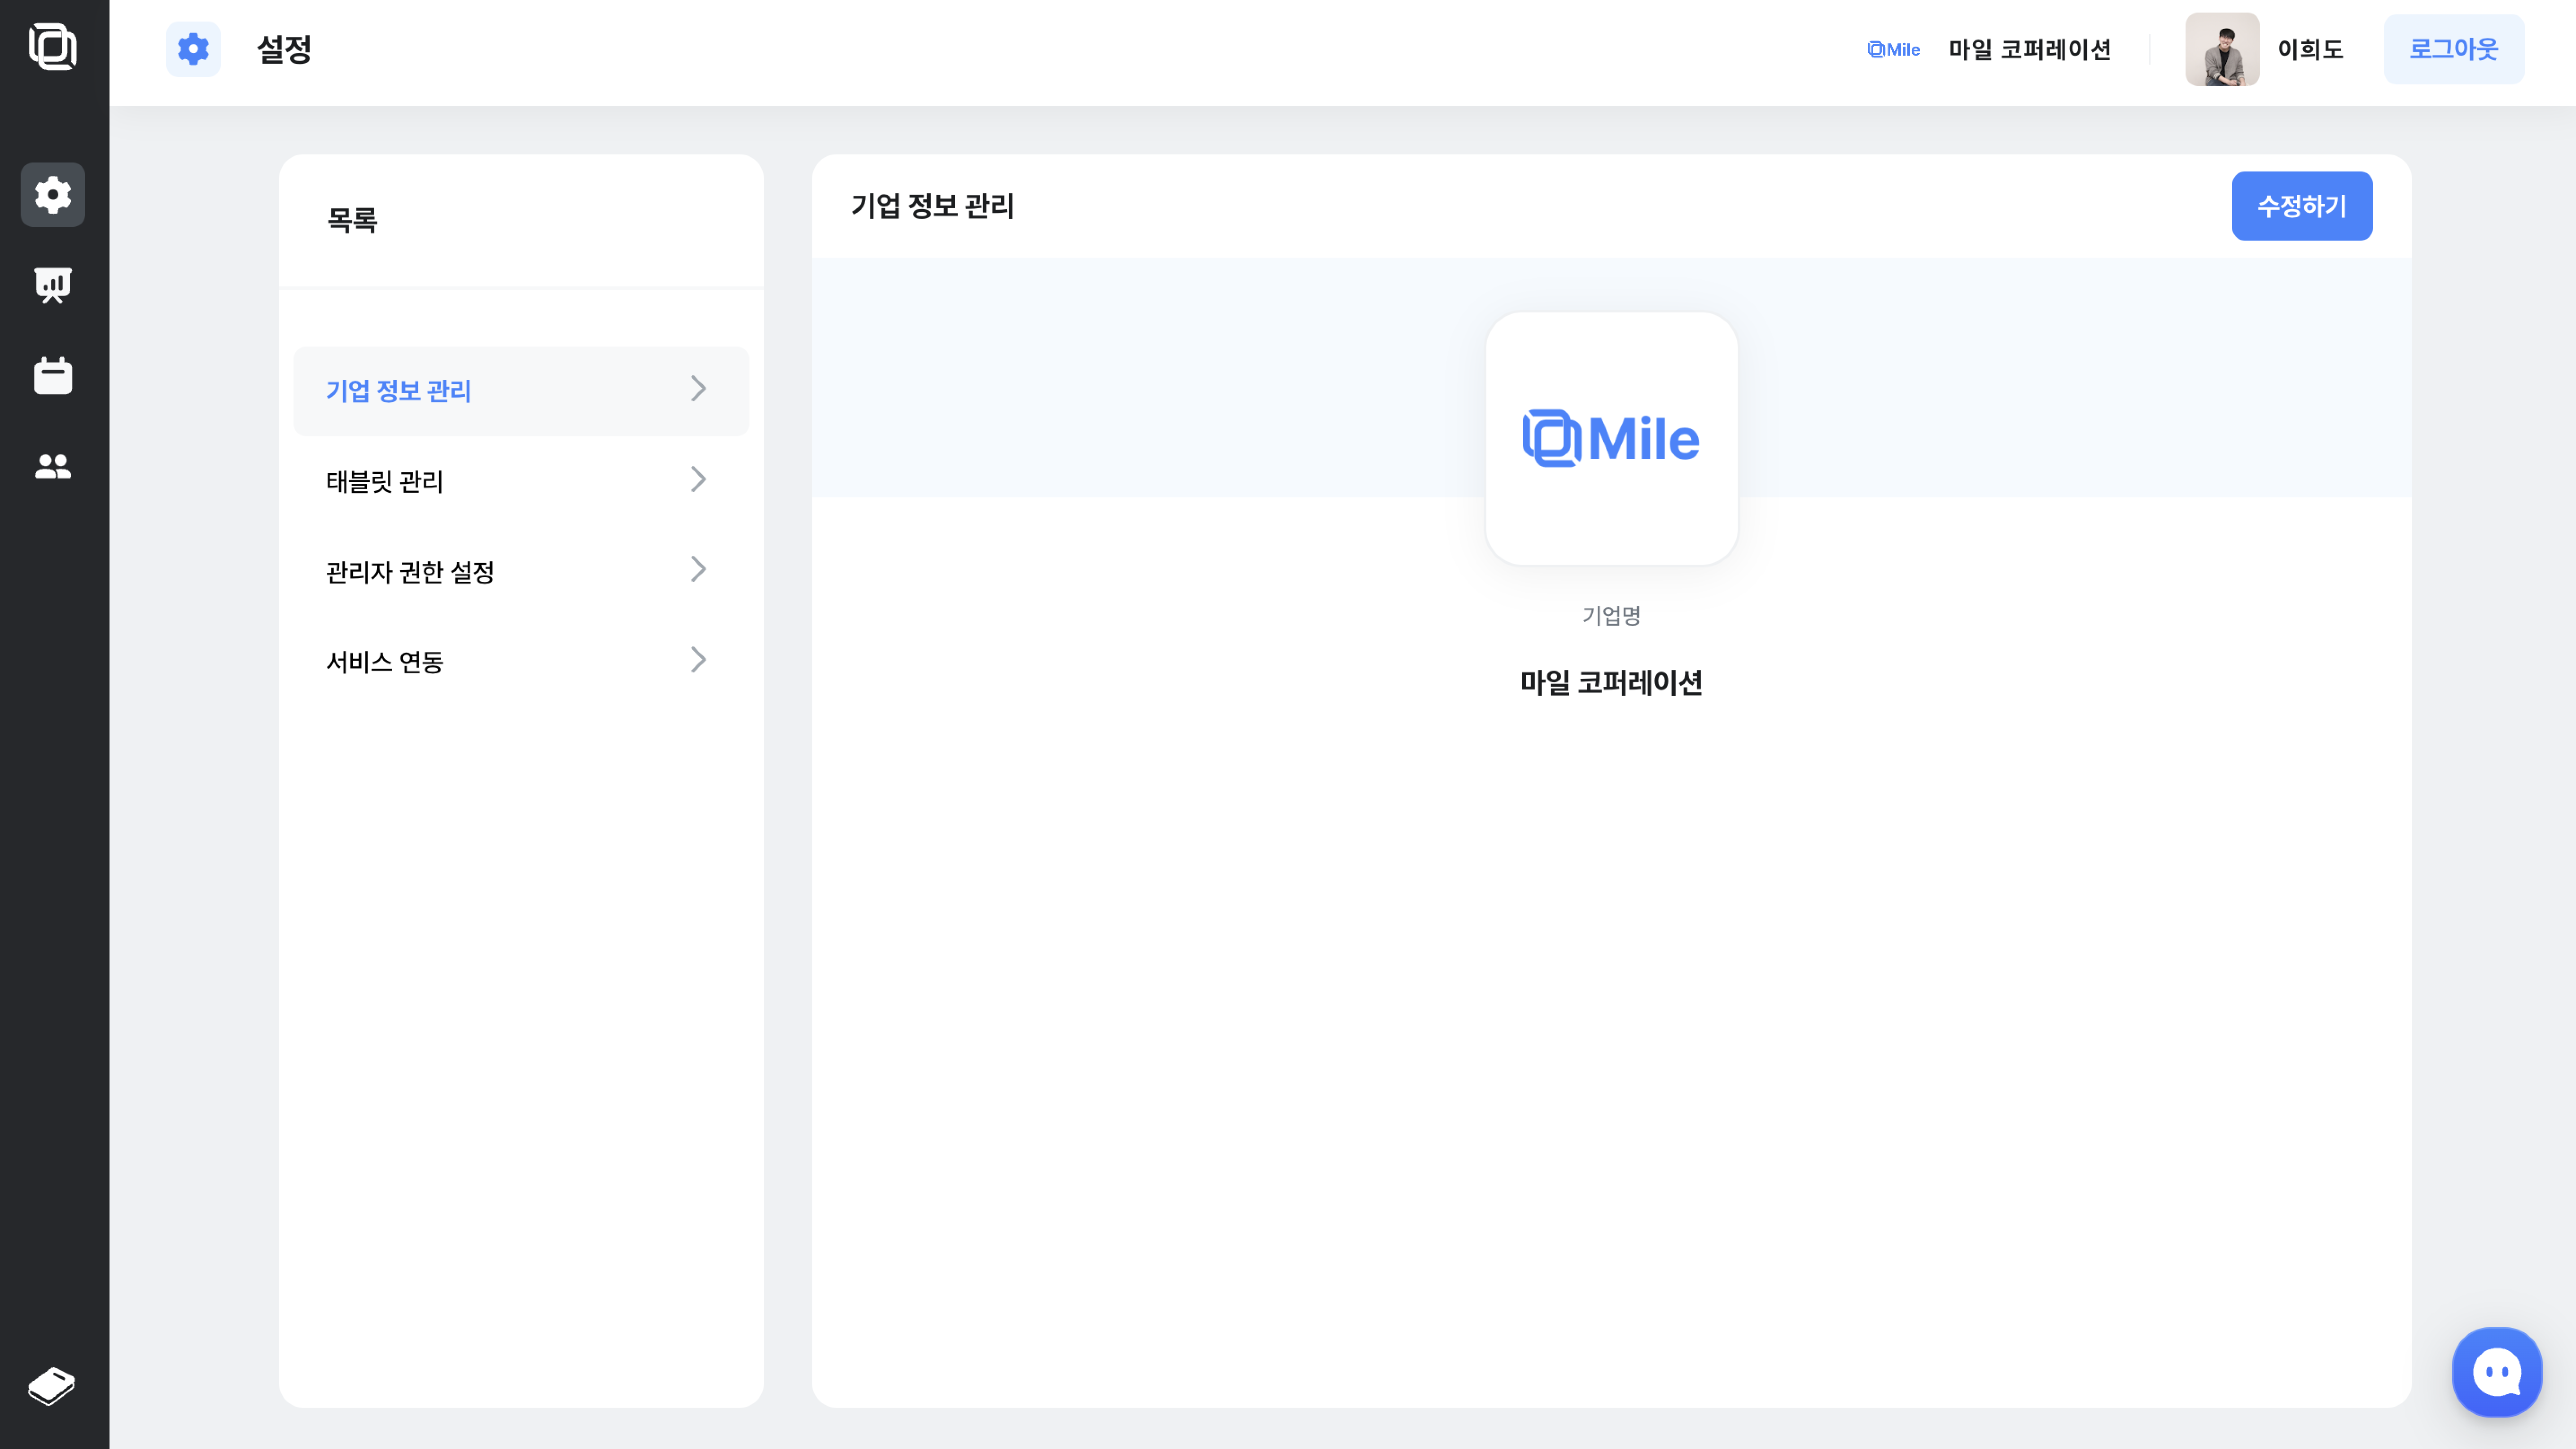 설정
Mile 마일 코퍼레이션 이희도 로그아웃
목록
기업 정보 관리
태블릿 관리
관리자 권한 설정
서비스 연동
기업 정보 관리 수정하기
Mile
기업명
마일 코퍼레이션